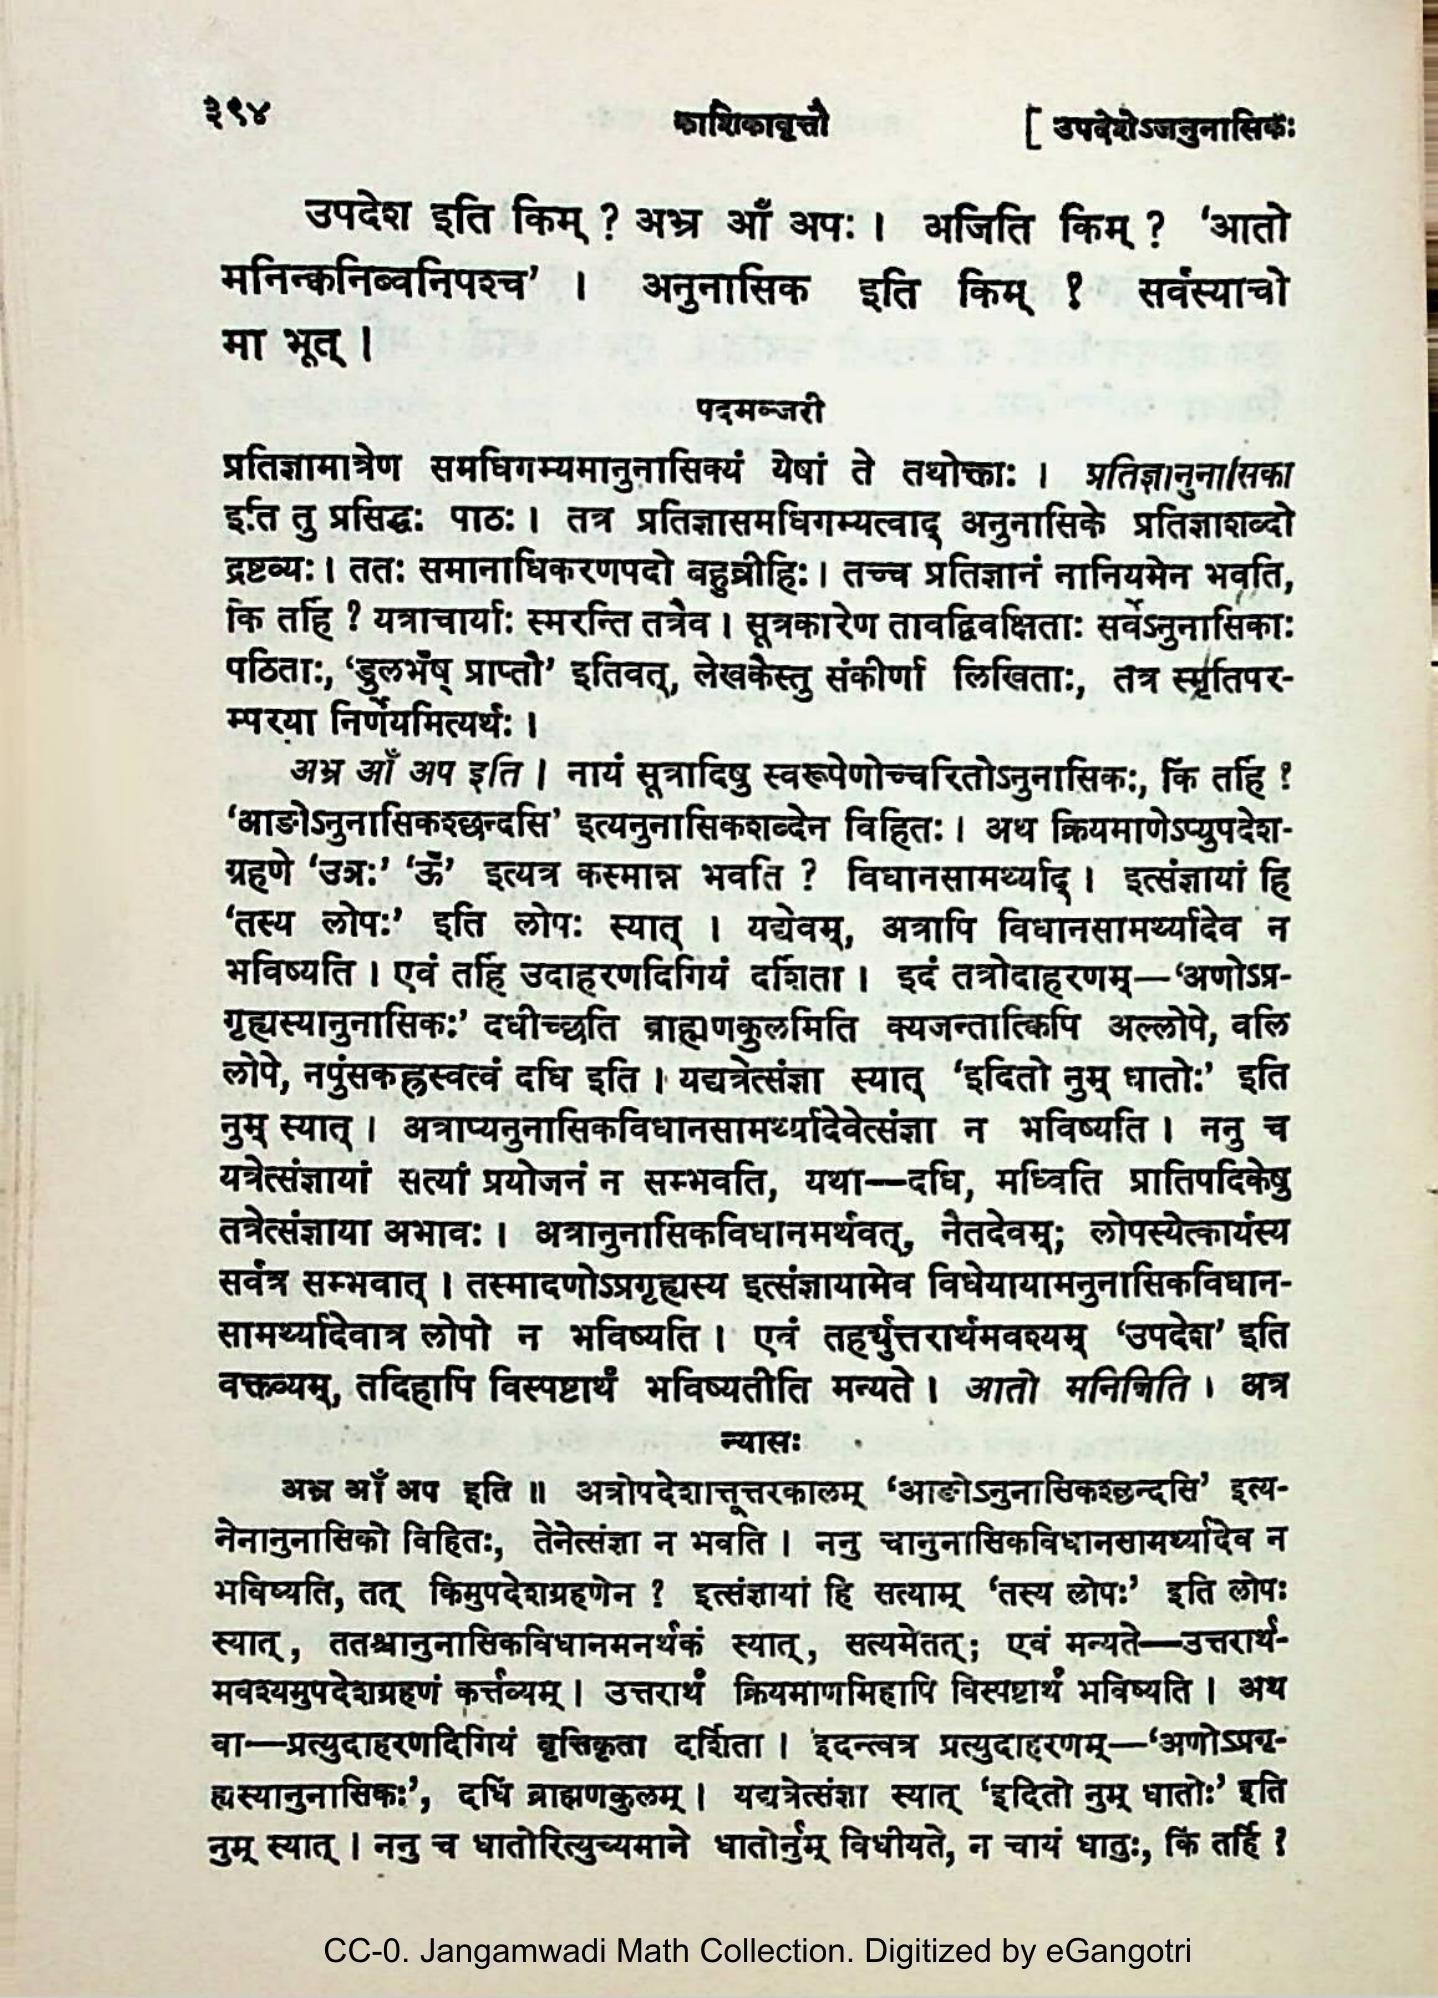 ३९४ काशिकावृत्तौ [ उपदेशेऽजनुनासिकः
उपदेश इति किम् ? अभ्र आँ अपः । अजिति किम् ? ‘आतो
मनिन्क्वनिब्वनिपश्च’ । अनुनासिक इति किम् ? सर्वस्याचो
मा भूत् ।
पदमञ्जरी
प्रतिज्ञामात्रेण समधिगम्यमानुनासिक्यं येषां ते तथोक्ताः । प्रतिज्ञानुनासिका
इति तु प्रसिद्धः पाठः । तत्र प्रतिज्ञासमधिगम्यत्वाद् अनुनासिके प्रतिज्ञाशब्दो
द्रष्टव्यः । ततः समानाधिकरणपदो बहुव्रीहिः । तच्च प्रतिज्ञानं नानियमेन भवति,
किं तर्हि ? यत्राचार्याः स्मरन्ति तत्रैव । सूत्रकारेण तावद्विवक्षिताः सर्वेऽनुनासिकाः
पठिताः, ‘डुलभँष् प्राप्तौ’ इतिवत्, लेखकैस्तु संकीर्णा लिखिताः, तत्र स्मृतिपर-
म्परया निर्णेयमित्यर्थः ।
अभ्र आँ अप इति । नायं सूत्रादिषु स्वरूपेणोच्चरितोऽनुनासिकः, किं तर्हि ?
‘आङोऽनुनासिकश्छन्दसि’ इत्यनुनासिकशब्देन विहितः । अथ क्रियमाणेऽप्युपदेश-
ग्रहणे ‘उञः’ ‘ऊँ’ इत्यत्र कस्मान्न भवति ? विधानसामर्थ्याद् । इत्संज्ञायां हि
‘तस्य लोपः’ इति लोपः स्यात् । यद्येवम्, अत्रापि विधानसामर्थ्यादेव न
भविष्यति । एवं तर्हि उदाहरणदिगियं दर्शिता । इदं तत्रोदाहरणम्—‘अणोऽप्र-
गृह्यस्यानुनासिकः’ दधीच्छति ब्राह्मणकुलमिति क्यजन्तात्क्विपि अल्लोपे, वलि
लोपे, नपुंसकह्रस्वत्वं दधि इति । यद्यत्रेत्संज्ञा स्यात् ‘इदितो नुम् धातोः’ इति
नुम् स्यात् । अत्राप्यनुनासिकविधानसामर्थ्यादेवेत्संज्ञा न भविष्यति । ननु च
यत्रेत्संज्ञायां सत्यां प्रयोजनं न सम्भवति, यथा—दधि, मध्विति प्रातिपदिकेषु
तत्रेत्संज्ञाया अभावः । अत्रानुनासिकविधानमर्थवत्, नैतदेवम्; लोपस्येत्कार्यस्य
सर्वत्र सम्भवात् । तस्मादणोऽप्रगृह्यस्य इत्संज्ञायामेव विधेयायामनुनासिकविधान-
सामर्थ्यादेवात्र लोपो न भविष्यति । एवं तर्ह्युत्तरार्थमवश्यम् ‘उपदेश’ इति
वक्तव्यम्, तदिहापि विस्पष्टार्थं भविष्यतीति मन्यते । आतो मनिन्निति । अत्र
न्यासः
अभ्र आँ अप इति ॥ अत्रोपदेशात्तूत्तरकालम् ‘आङोऽनुनासिकश्छन्दसि’ इत्य-
नेनानुनासिको विहितः, तेनेत्संज्ञा न भवति । ननु चानुनासिकविधानसामर्थ्यादेव न
भविष्यति, तत् किमुपदेशग्रहणेन ? इत्संज्ञायां हि सत्याम् ‘तस्य लोपः’ इति लोपः
स्यात्, ततश्चानुनासिकविधानमनर्थकं स्यात्, सत्यमेतत्; एवं मन्यते—उत्तरार्थ-
मवश्यमुपदेशग्रहणं कर्त्तव्यम् । उत्तरार्थं क्रियमाणमिहापि विस्पष्टार्थं भविष्यति । अथ
वा—प्रत्युदाहरणदिगियं वृत्तिकृता दर्शिता । इदन्त्वत्र प्रत्युदाहरणम्—‘अणोऽप्रगृ-
ह्यस्यानुनासिकः’, दधिं ब्राह्मणकुलम् । यद्यत्रेत्संज्ञा स्यात् ‘इदितो नुम् धातोः’ इति
नुम् स्यात् । ननु च धातोरित्युच्यमाने धातोर्नुम् विधीयते, न चायं धातुः, किं तर्हि ?
CC-0. Jangamwadi Math Collection. Digitized by eGangotri